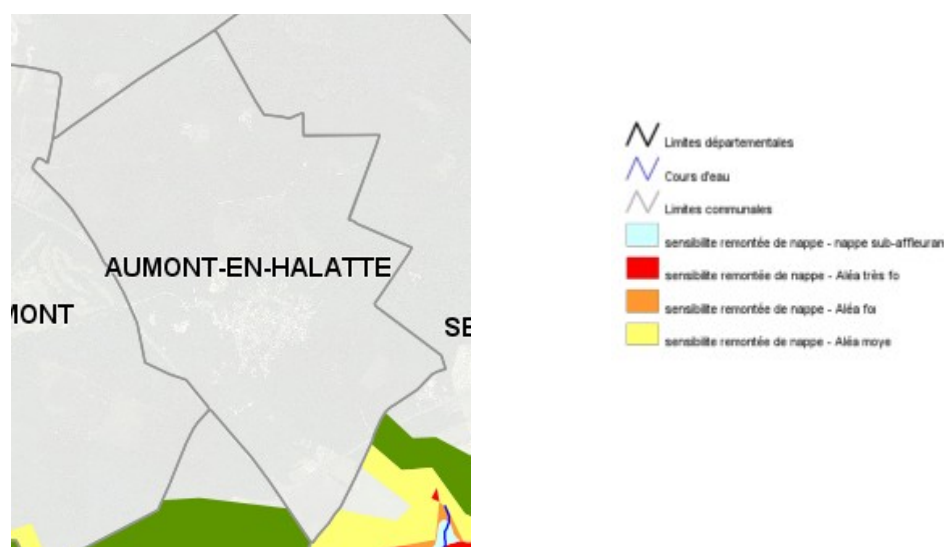 AUMONT-EN-HALATTE
MONT
SE
Limites départementales
Cours d'eau
Limites communales
sensibilite remontée de nappe - nappe sub-affleuran
sensibilite remontée de nappe - Aléa très fo
sensibilite remontée de nappe - Aléa foi
sensibilite remontée de nappe - Aléa moye